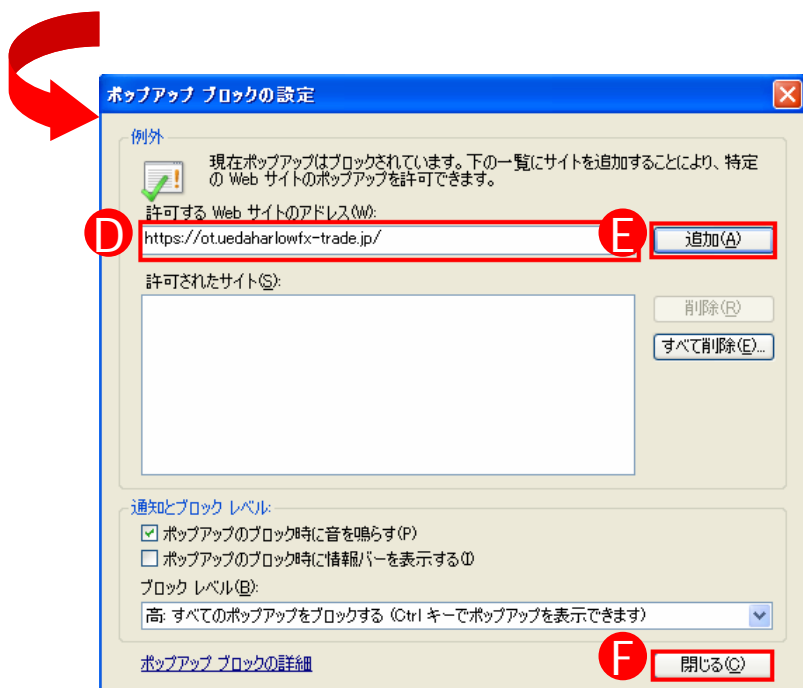 ポップアップ ブロックの設定
例外
現在ポップアップはブロックされています。下の一覧にサイトを追加することにより、特定
の Web サイトのポップアップを許可できます。
許可する Web サイトのアドレス(W):
D
https://ot.uedaharlowfx-trade.jp/
E
追加(A)
許可されたサイト(S):
削除(R)
すべて削除(E)...
通知とブロック レベル:
ポップアップのブロック時に音を鳴らす(P)
ポップアップのブロック時に情報バーを表示する(I)
ブロック レベル(B):
高: すべてのポップアップをブロックする (Ctrl キーでポップアップを表示できます)
ポップアップ ブロックの詳細
F
閉じる(C)